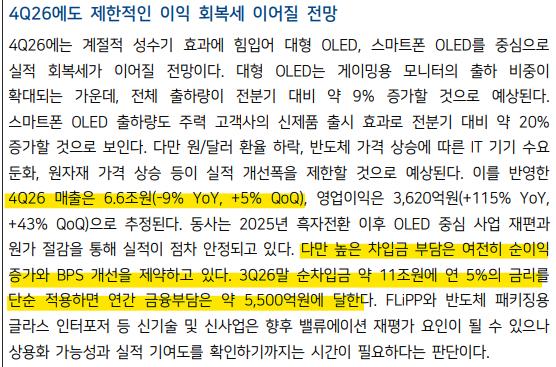 4Q26에도 제한적인 이익 회복세 이어질 전망
4Q26에는 계절적 성수기 효과에 힘입어 대형 OLED, 스마트폰 OLED를 중심으로
실적 회복세가 이어질 전망이다. 대형 OLED는 게이밍용 모니터의 출하 비중이
확대되는 가운데, 전체 출하량이 전분기 대비 약 9% 증가할 것으로 예상된다.
스마트폰 OLED 출하량도 주력 고객사의 신제품 출시 효과로 전분기 대비 약 20%
증가할 것으로 보인다. 다만 원/달러 환율 하락, 반도체 가격 상승에 따른 IT 기기 수요
둔화, 원자재 가격 상승 등이 실적 개선폭을 제한할 것으로 예상된다. 이를 반영한
4Q26 매출은 6.6조원(-9% YoY, +5% QoQ), 영업이익은 3,620억원(+115% YoY,
+43% QoQ)으로 추정된다. 동사는 2025년 흑자전환 이후 OLED 중심 사업 재편과
원가 절감을 통해 실적이 점차 안정되고 있다. 다만 높은 차입금 부담은 여전히 순이익
증가와 BPS 개선을 제약하고 있다. 3Q26말 순차입금 약 11조원에 연 5%의 금리를
단순 적용하면 연간 금융부담은 약 5,500억원에 달한다. FLiPP와 반도체 패키징용
글라스 인터포저 등 신기술 및 신사업은 향후 밸류에이션 재평가 요인이 될 수 있으나
상용화 가능성과 실적 기여도를 확인하기까지는 시간이 필요하다는 판단이다.